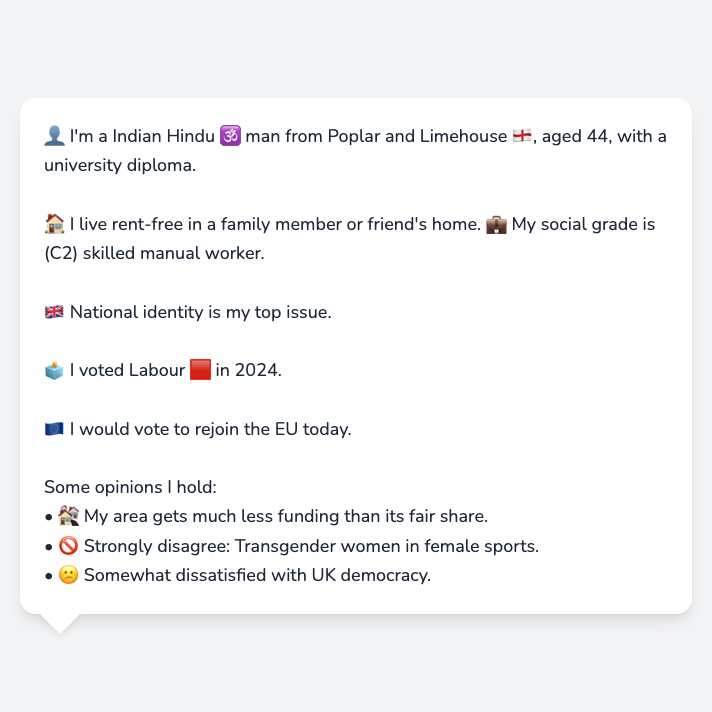 👤 I'm a Indian Hindu 🕉️ man from Poplar and Limehouse 🏴󠁧󠁢󠁥󠁮󠁧󠁿, aged 44, with a
university diploma.
🏠 I live rent-free in a family member or friend's home. 💼 My social grade is
(C2) skilled manual worker.
🇬🇧 National identity is my top issue.
🗳️ I voted Labour 🟥 in 2024.
🇪🇺 I would vote to rejoin the EU today.
Some opinions I hold:
• 🏘️ My area gets much less funding than its fair share.
• 🚫 Strongly disagree: Transgender women in female sports.
• 😕 Somewhat dissatisfied with UK democracy.